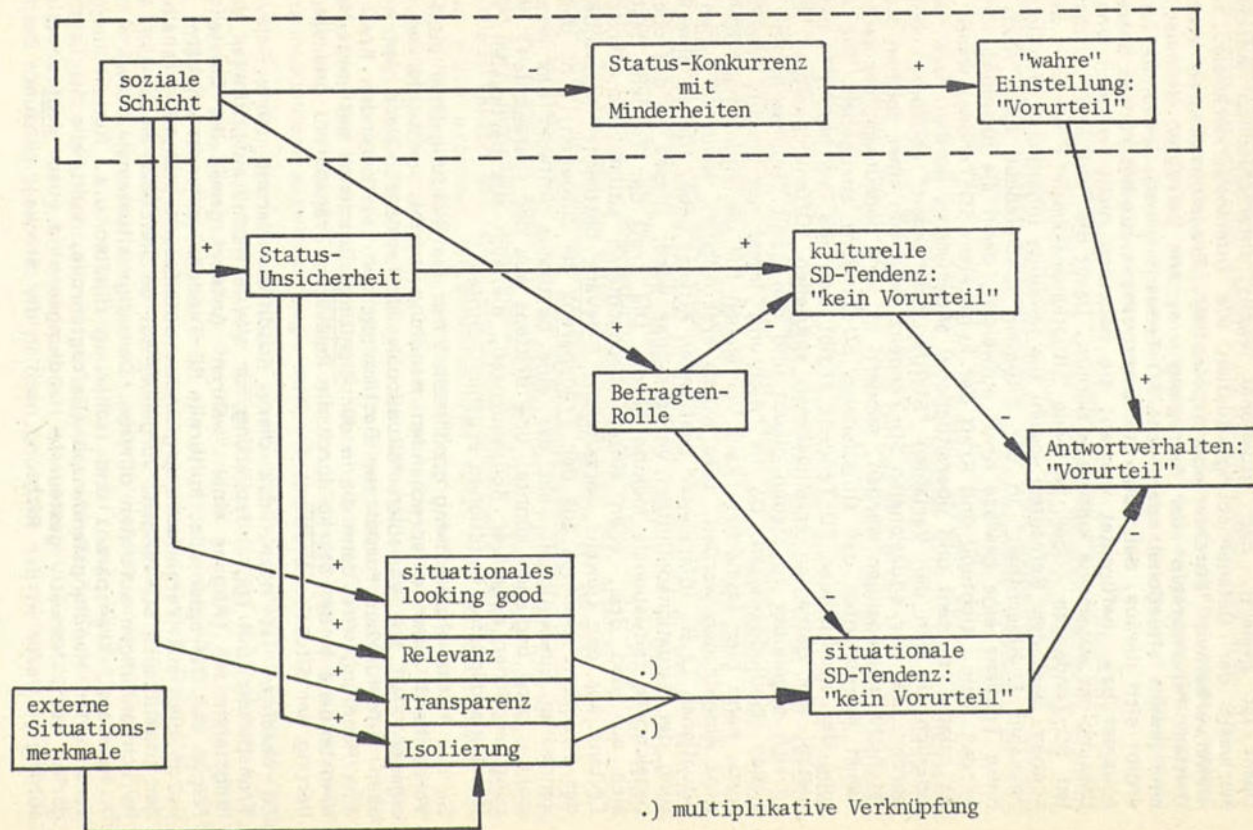 soziale
Schicht
-
Status-Konkurrenz
mit
Minderheiten
+
"wahre"
Einstellung:
"Vorurteil"
+
Status-
Unsicherheit
+
kulturelle
SD-Tendenz:
"kein Vorurteil"
+
-
Befragten-
Rolle
+
-
Antwortverhalten:
"Vorurteil"
-
-
+
situationales
looking good
+
Relevanz
+
Transparenz
+
Isolierung
.)
.)
situationale
SD-Tendenz:
"kein Vorurteil"
externe
Situations-
merkmale
.) multiplikative Verknüpfung